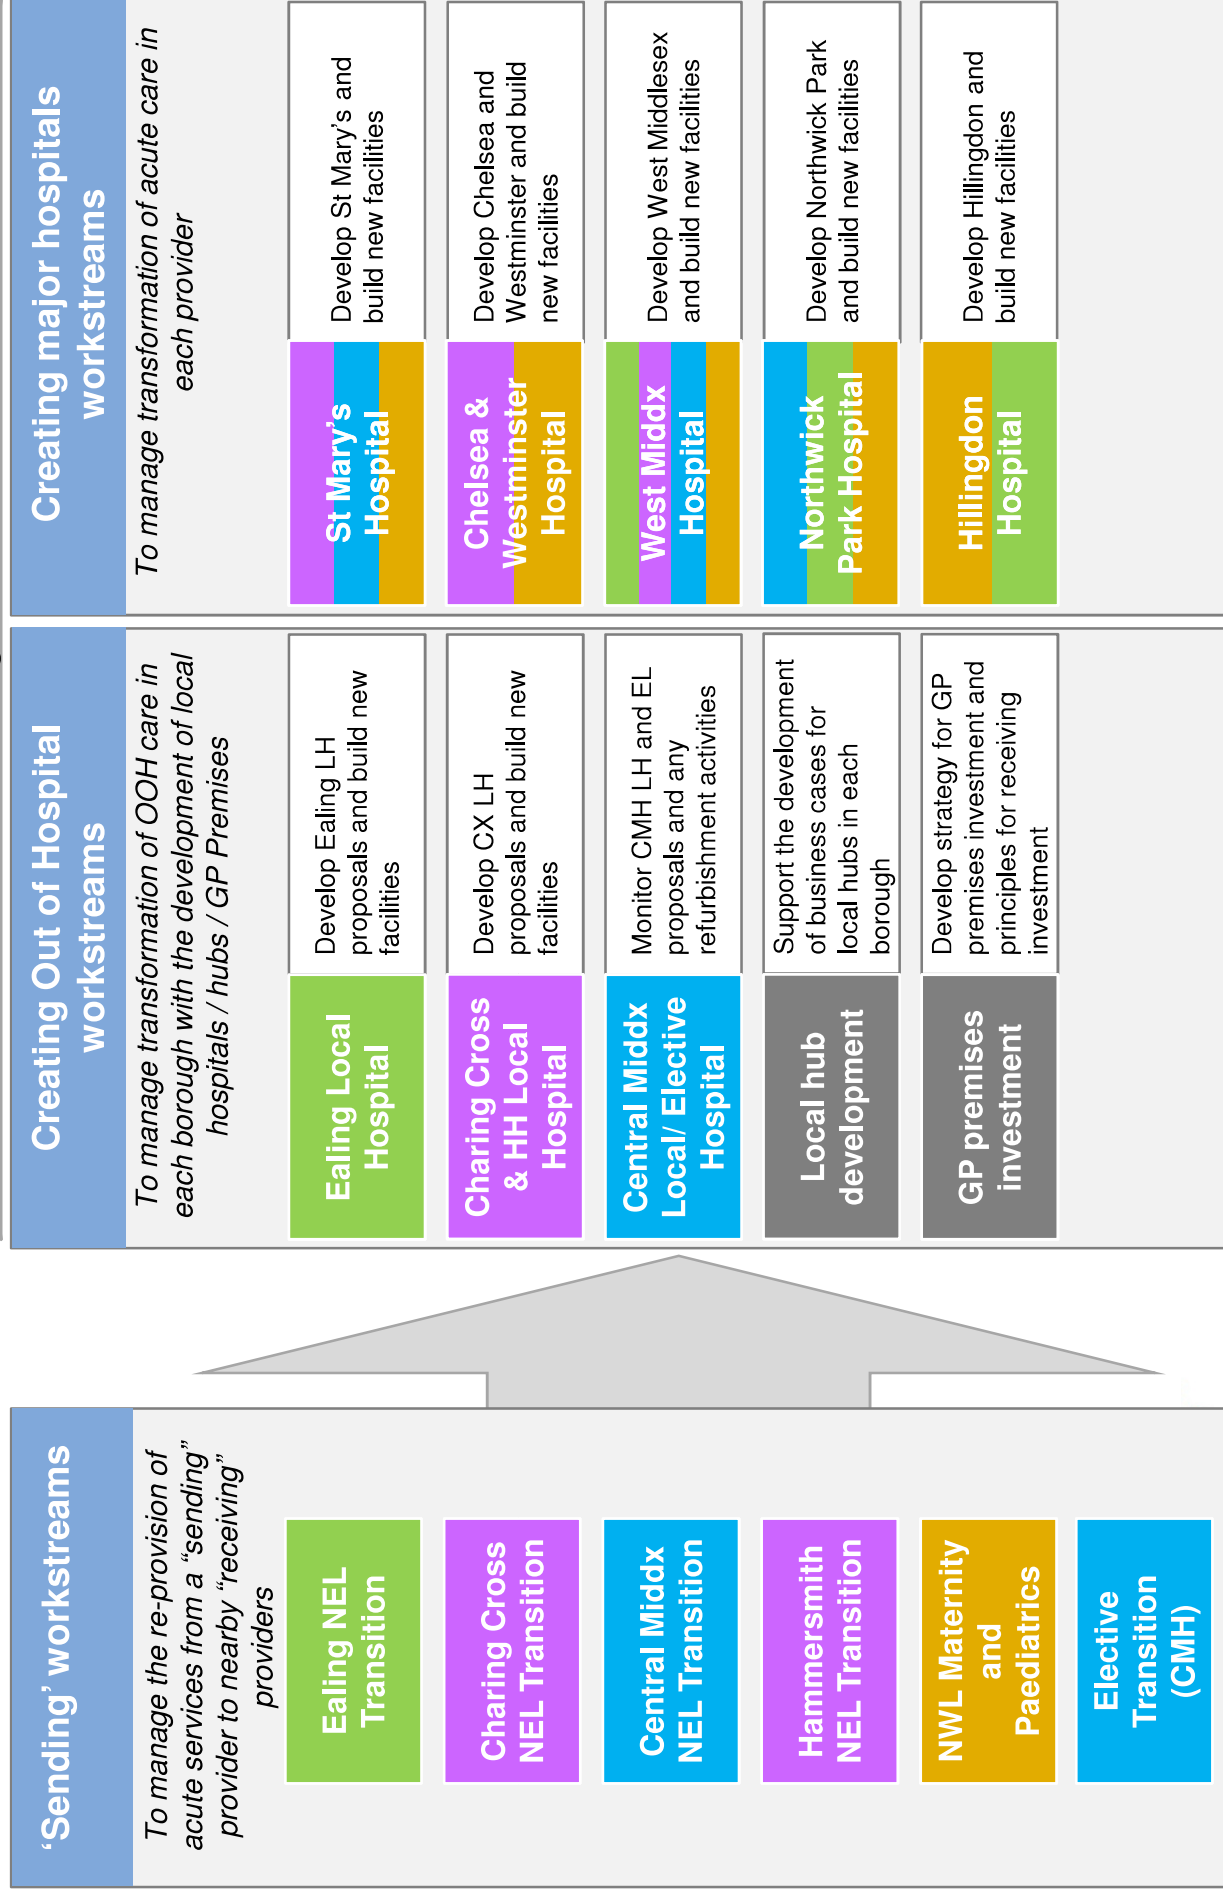 ‘Sending’ workstreams
To manage the re-provision of
acute services from a “sending”
provider to nearby “receiving”
providers
Ealing NEL
Transition
Charing Cross
NEL Transition
Central Middx
NEL Transition
Hammersmith
NEL Transition
NWL Maternity
and
Paediatrics
Elective
Transition
(CMH)
Creating Out of Hospital
workstreams
To manage transformation of OOH care in
each borough with the development of local
hospitals / hubs / GP Premises
Ealing Local
Hospital
Develop Ealing LH
proposals and build new
facilities
Charing Cross
& HH Local
Hospital
Develop CX LH
proposals and build new
facilities
Central Middx
Local/ Elective
Hospital
Monitor CMH LH and EL
proposals and any
refurbishment activities
Local hub
development
Support the development
of business cases for
local hubs in each
borough
GP premises
investment
Develop strategy for GP
premises investment and
principles for receiving
investment
Creating major hospitals
workstreams
To manage transformation of acute care in
each provider
St Mary’s
Hospital
Develop St Mary’s and
build new facilities
Chelsea &
Westminster
Hospital
Develop Chelsea and
Westminster and build
new facilities
West Middx
Hospital
Develop West Middlesex
and build new facilities
Northwick
Park Hospital
Develop Northwick Park
and build new facilities
Hillingdon
Hospital
Develop Hillingdon and
build new facilities